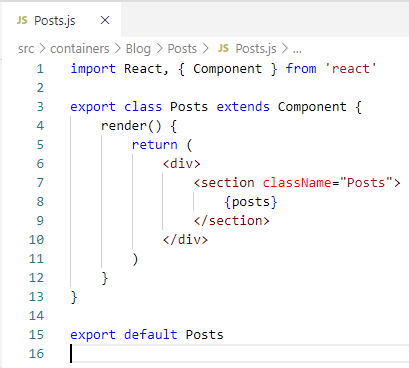 JS Posts.js ×
src > containers > Blog > Posts > JS Posts.js > ...
1 import React, { Component } from 'react'
2
3 export class Posts extends Component {
4     render() {
5         return (
6             <div>
7                 <section className="Posts">
8                     {posts}
9                 </section>
10             </div>
11         )
12     }
13 }
14
15 export default Posts
16